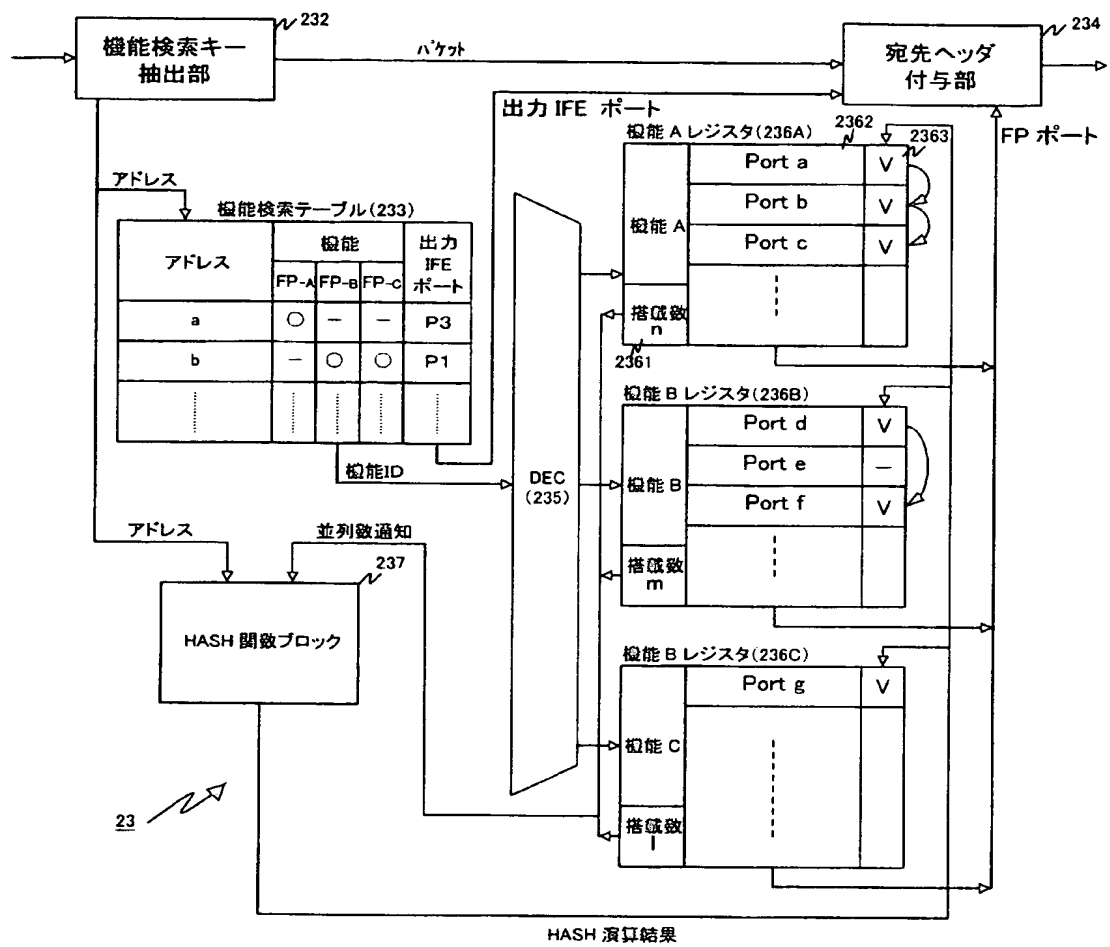 232
機能検索キー
抽出部
パケット
234
宛先ヘッダ
付与部
出力 IFE ポート
FP ポート
アドレス
機能検索テーブル(233)
アドレス
機能
出力
IFE
ポート
FP-A
FP-B
FP-C
a
○
－
－
P3
b
－
○
○
P1
機能ID
DEC
(235)
機能 A レジスタ(236A)
2362
2363
機能 A
Port a
V
Port b
V
Port c
V
搭載数
n
2361
機能 B レジスタ(236B)
機能 B
Port d
V
Port e
－
Port f
V
搭載数
m
機能 B レジスタ(236C)
機能 C
Port g
V
搭載数
l
アドレス
並列数通知
237
HASH 関数ブロック
23
HASH 演算結果